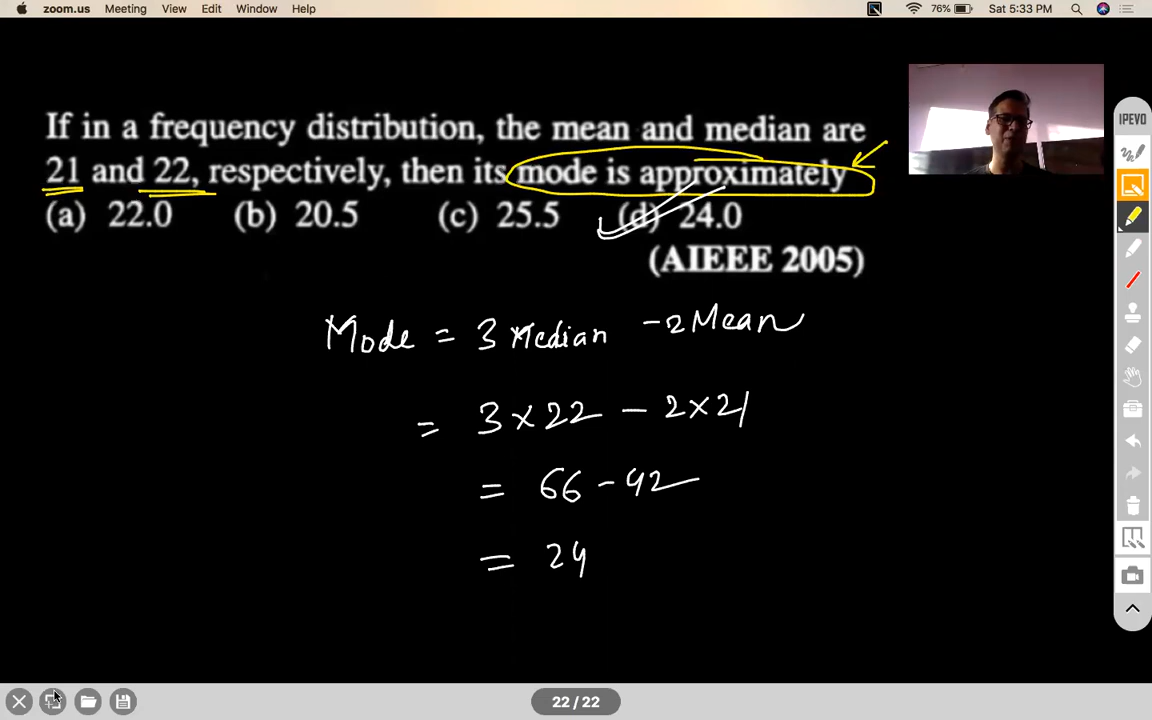 zoom.us Meeting View Edit Window Help 76% Sat 5:33 PM
If in a frequency distribution, the mean and median are
21 and 22, respectively, then its mode is approximately
(a) 22.0 (b) 20.5 (c) 25.5 (d) 24.0
(AIEEE 2005)
Mode = 3 Median - 2 Mean
= 3 × 22 - 2 × 21
= 66 - 42
= 24
IPEVO
22 / 22